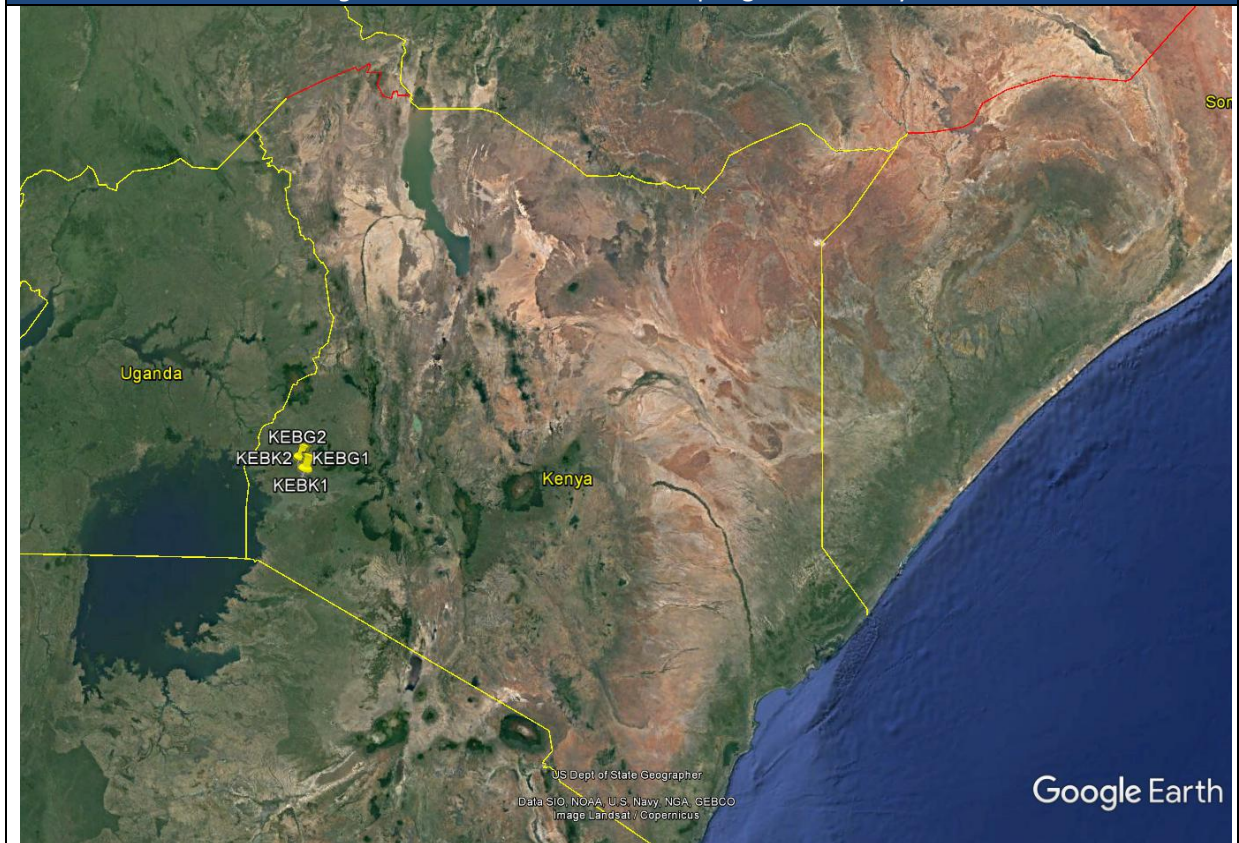 Som
Uganda
KEBG2
KEBK2 KEBG1
KEBK1
Kenya
US Dept of State Geographer
Data SIO, NOAA, U.S. Navy, NGA, GEBCO
Image Landsat / Copernicus
Google Earth